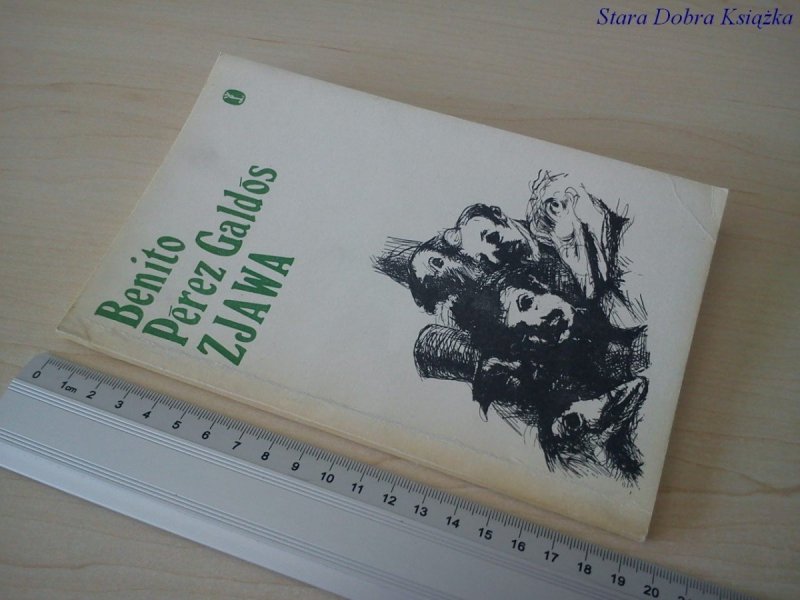 Stara Dobra Książka
Benito
Pérez Galdós
ZJAWA
0 1cm 2 3 4 5 6 7 8 9 10 11 12 13 14 15 16 17 18 19 20 21